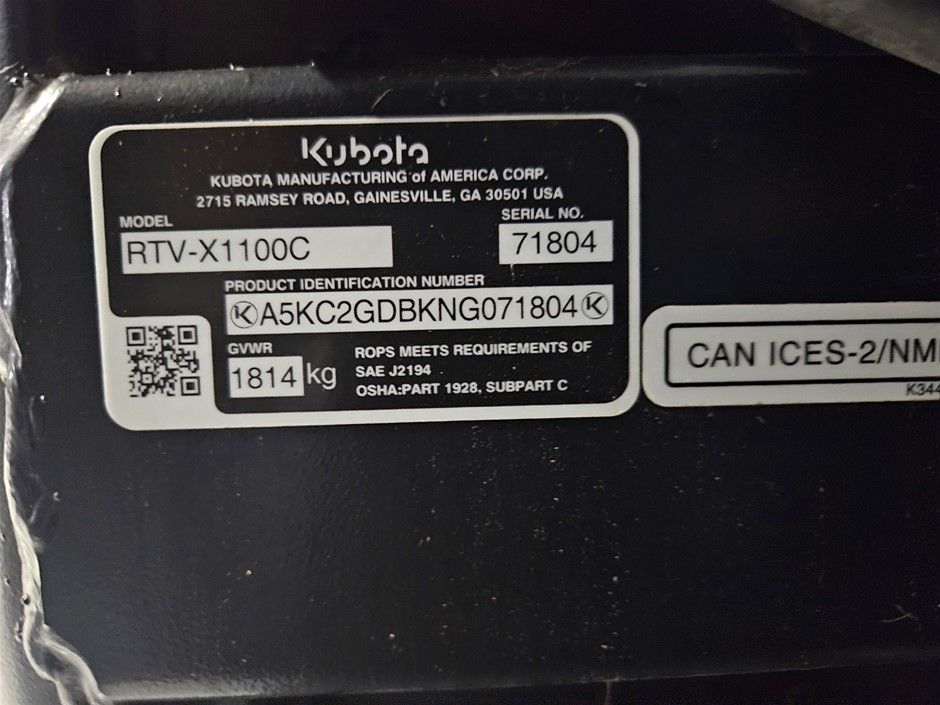 Kubota
KUBOTA MANUFACTURING of AMERICA CORP.
2715 RAMSEY ROAD, GAINESVILLE, GA 30501 USA
MODEL
SERIAL NO.
RTV-X1100C
71804
PRODUCT IDENTIFICATION NUMBER
A5KC2GDBKNG071804
GVWR
1814 kg
ROPS MEETS REQUIREMENTS OF
SAE J2194
OSHA:PART 1928, SUBPART C
CAN ICES-2/NM
K344